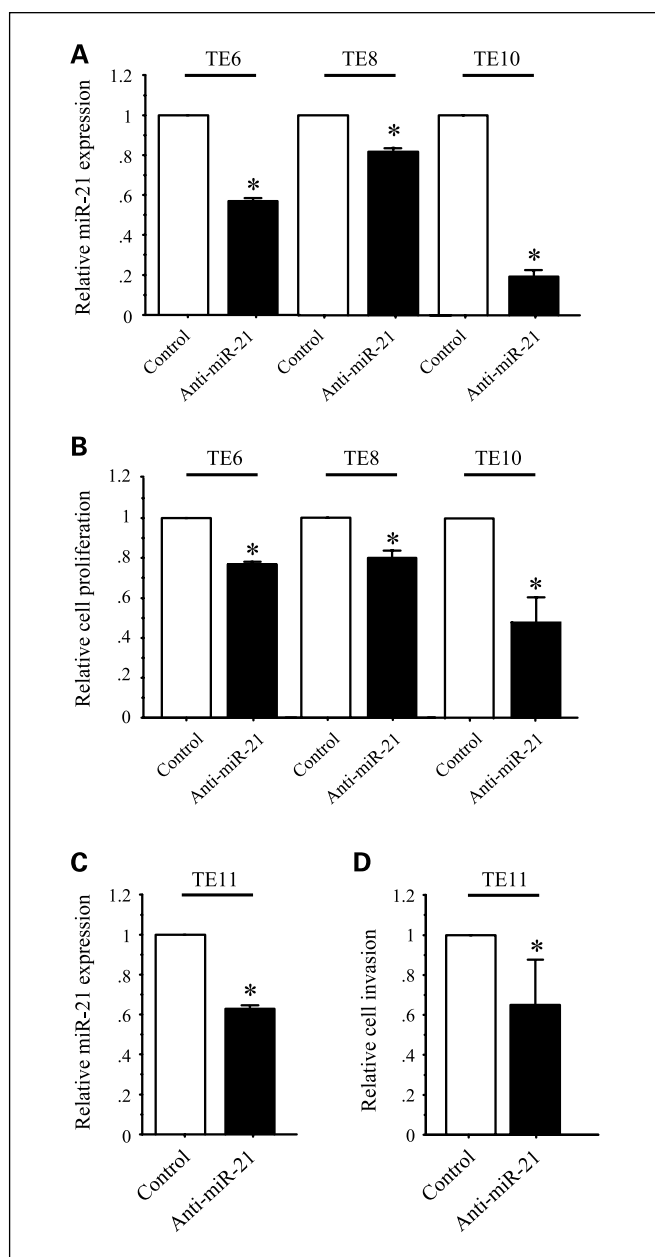 A
TE6 TE8 TE10
Relative miR-21 expression
1.2
1
.8
.6
.4
.2
0
* * *
Control Anti-miR-21 Control Anti-miR-21 Control Anti-miR-21
B
TE6 TE8 TE10
Relative cell proliferation
1.2
1
.8
.6
.4
.2
0
* * *
Control Anti-miR-21 Control Anti-miR-21 Control Anti-miR-21
C
TE11
Relative miR-21 expression
1.2
1
.8
.6
.4
.2
0
*
Control Anti-miR-21
D
TE11
Relative cell invasion
1.2
1
.8
.6
.4
.2
0
*
Control Anti-miR-21